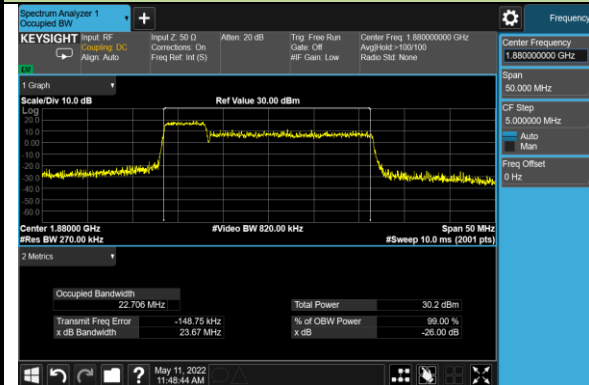 Spectrum Analyzer 1
Occupied BW
+
Frequency
KEYSIGHT
Input: RF
Coupling: DC
Align: Auto
Input Z: 50 Ω
Corrections: On
Freq Ref: Int (S)
Atten: 20 dB
Trig: Free Run
Gate: Off
#IF Gain: Low
Center Freq: 1.880000000 GHz
Avg|Hold:>100/100
Radio Std: None
Center Frequency
1.880000000 GHz
Span
50.000 MHz
CF Step
5.000000 MHz
Auto
Man
Freq Offset
0 Hz
1 Graph
Scale/Div 10.0 dB
Ref Value 30.00 dBm
Log
20.0
10.0
0.00
-10.0
-20.0
-30.0
-40.0
-50.0
-60.0
Center 1.88000 GHz
#Video BW 820.00 kHz
Span 50 MHz
#Res BW 270.00 kHz
#Sweep 10.0 ms (2001 pts)
2 Metrics
Occupied Bandwidth
22.706 MHz
Total Power 30.2 dBm
Transmit Freq Error -148.75 kHz
% of OBW Power 99.00 %
x dB Bandwidth 23.67 MHz
x dB -26.00 dB
?
May 11, 2022
11:48:44 AM